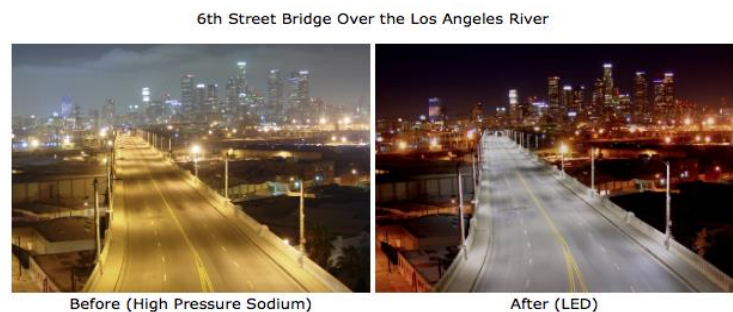 6th Street Bridge Over the Los Angeles River
Before (High Pressure Sodium)
After (LED)